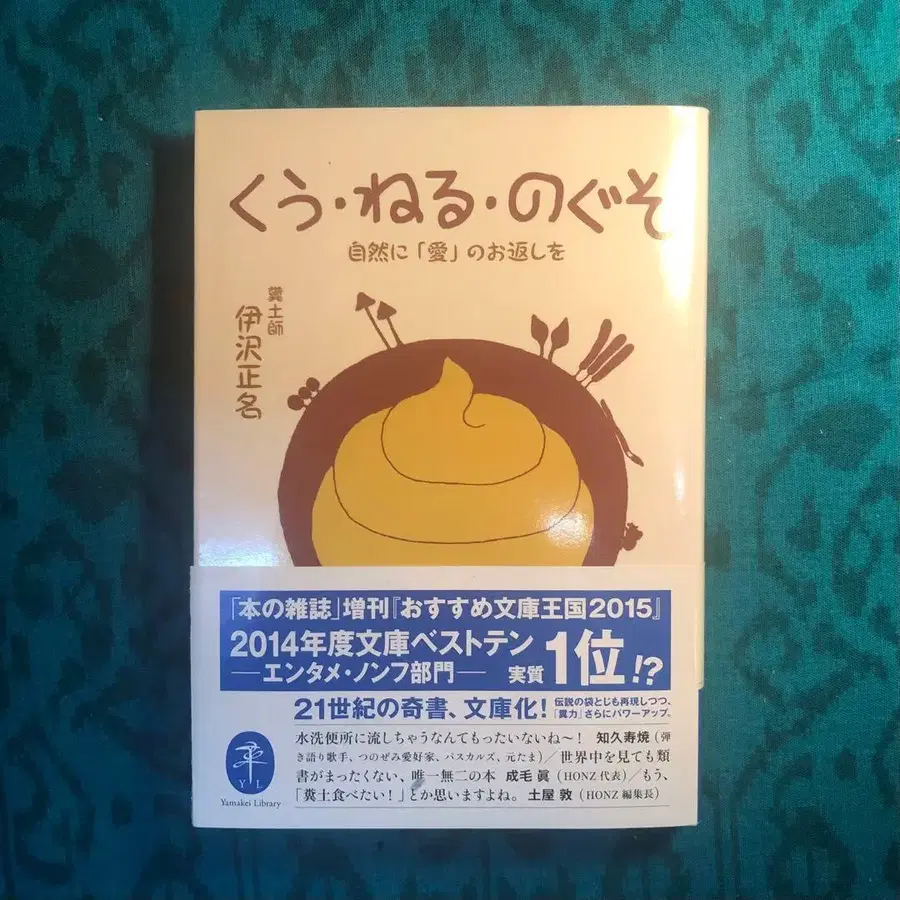 くう・ねる・のぐそ
自然に「愛」のお返しを
糞土師
伊沢正名
「本の雑誌」増刊『おすすめ文庫王国2015』
2014年度文庫ベストテン
―エンタメ・ノンフ部門― 実質1位!?
21世紀の奇書、文庫化！
伝説の袋とじも再現しつつ、
「糞力」さらにパワーアップ。
水洗便所に流しちゃうなんてもったいないね〜！ 知久寿焼（弾
き語り歌手、つのぜみ愛好家、パスカルズ、元たま）／世界中を見ても類
書がまったくない、唯一無二の本 成毛眞（HONZ代表）／もう、
「糞土食べたい！」とか思いますよね。土屋敦（HONZ編集長）
Y L
Yamakei Library